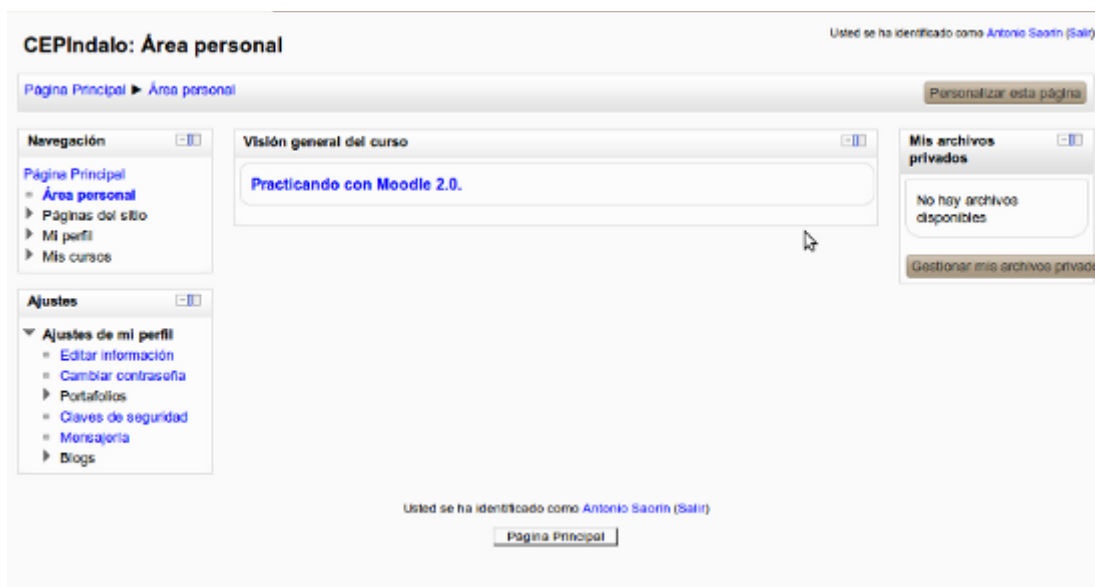 Usted se ha identificado como Antonio Saorín (Salir)
CEPIndalo: Área personal
Página Principal ► Área personal
Personalizar esta página
Navegación
Página Principal
Área personal
Páginas del sitio
Mi perfil
Mis cursos
Ajustes
Ajustes de mi perfil
Editar información
Cambiar contraseña
Portafolios
Claves de seguridad
Mensajería
Blogs
Visión general del curso
Practicando con Moodle 2.0.
Mis archivos
privados
No hay archivos
disponibles
Gestionar mis archivos privad
Usted se ha identificado como Antonio Saorín (Salir)
Página Principal